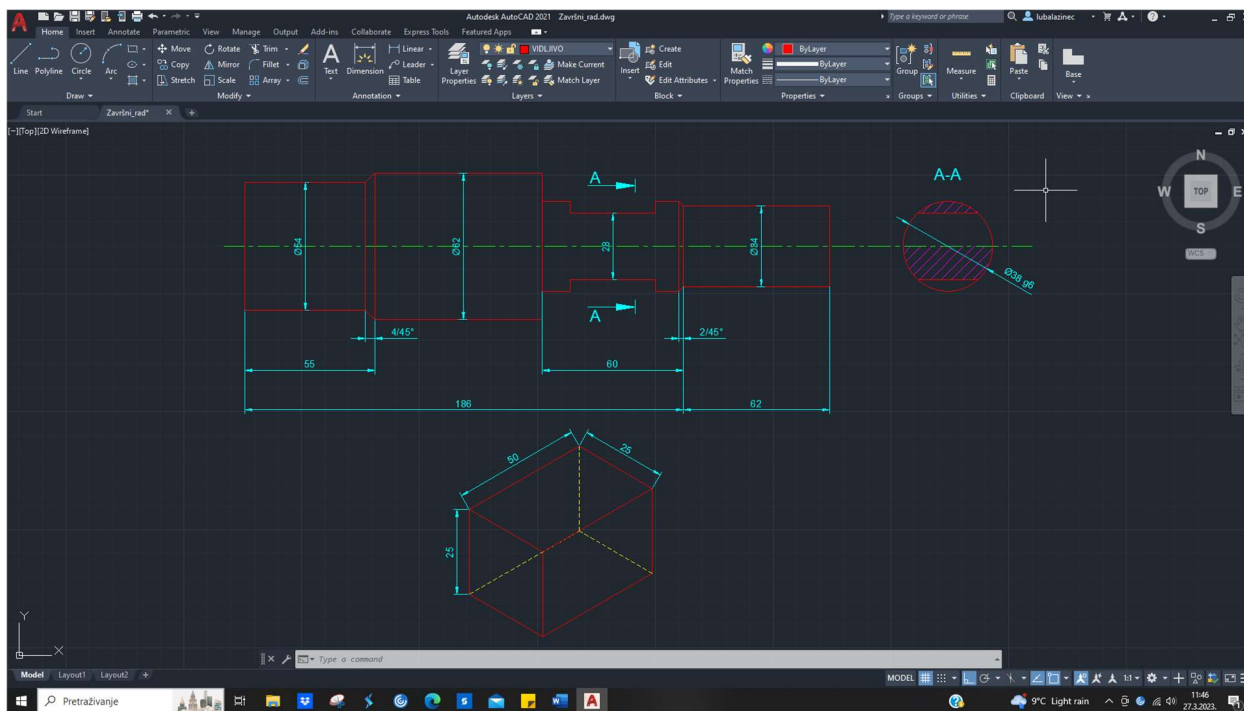 Autodesk AutoCAD 2021 Završni_rad.dwg
Type a keyword or phrase
lubalazinec
Home Insert Annotate Parametric View Manage Output Add-ins Collaborate Express Tools Featured Apps
Line Polyline Circle Arc
Move Rotate Trim
Copy Mirror Fillet
Stretch Scale Array
Draw Modify
Text Dimension
Linear
Leader
Table
Annotation
Layer Properties
VIDLJIVO
Make Current
Match Layer
Layers
Insert
Create
Edit
Edit Attributes
Block
Match Properties
ByLayer
ByLayer
ByLayer
Properties
Group
Groups
Measure
Utilities
Paste
Clipboard
Base
View
Start Završni_rad*
[−][Top][2D Wireframe]
N
W TOP E
S
WCS
A
A-A
Ø54
Ø62
28
Ø34
Ø38 g6
A
4/45°
2/45°
55
60
186
62
50
25
25
Y
X
Type a command
Model Layout1 Layout2
MODEL
1:1
Pretraživanje
9°C Light rain
11:46
27.3.2023.